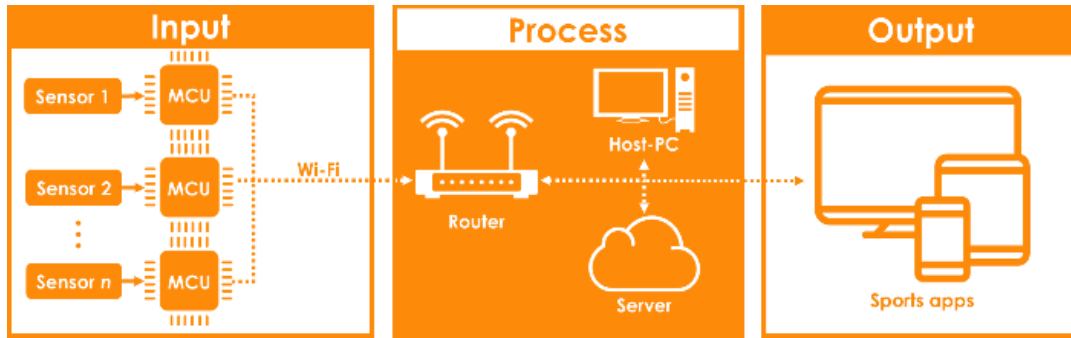 Input
Sensor 1
MCU
Sensor 2
MCU
Sensor n
MCU
Wi-Fi
Process
Host-PC
Router
Server
Output
Sports apps